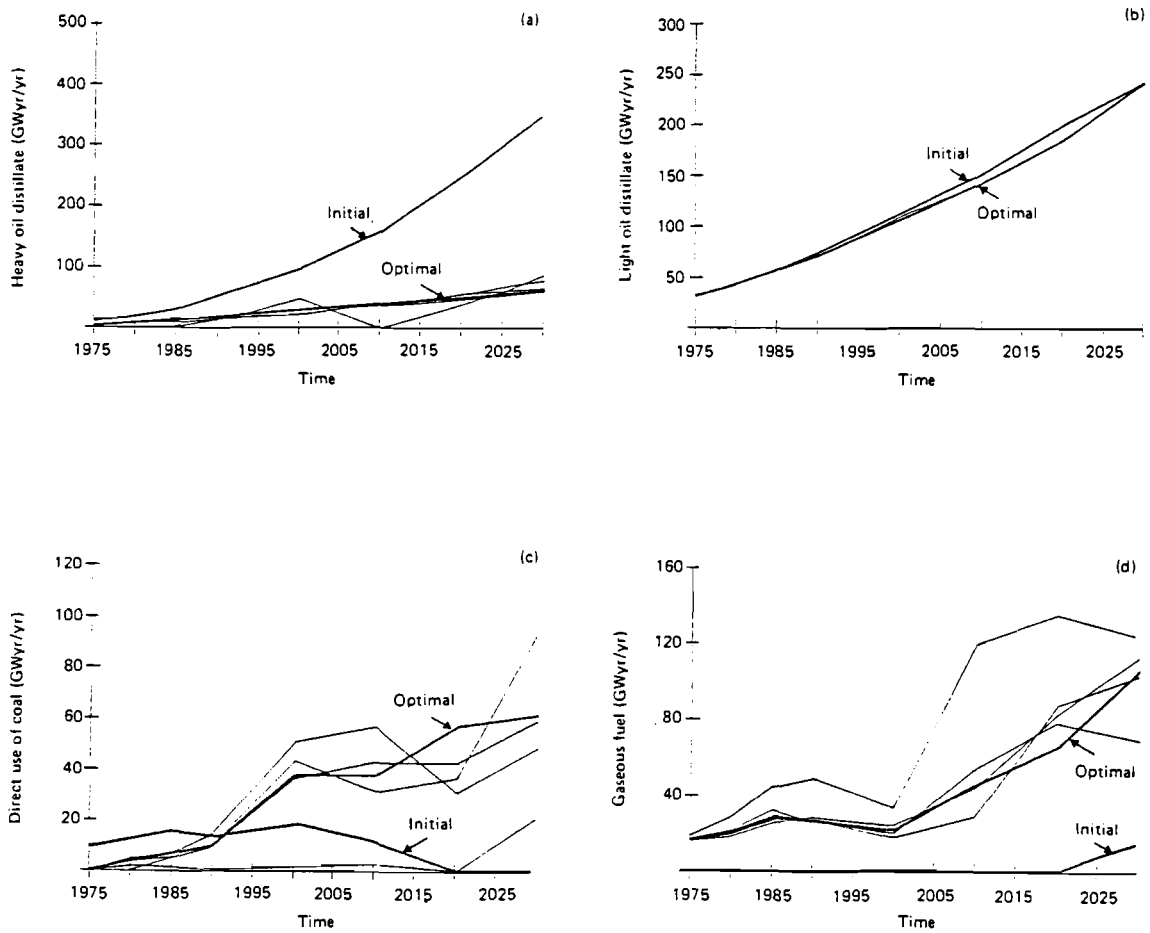 (a)
Heavy oil distillate (GWyr/yr)
500
400
300
200
100
Initial
Optimal
1975 1985 1995 2005 2015 2025
Time
(b)
Light oil distillate (GWyr/yr)
300
250
200
150
100
50
Initial
Optimal
1975 1985 1995 2005 2015 2025
Time
(c)
Direct use of coal (GWyr/yr)
120
100
80
60
40
20
Optimal
Initial
1975 1985 1995 2005 2015 2025
Time
(d)
Gaseous fuel (GWyr/yr)
160
120
80
40
Optimal
Initial
1975 1985 1995 2005 2015 2025
Time